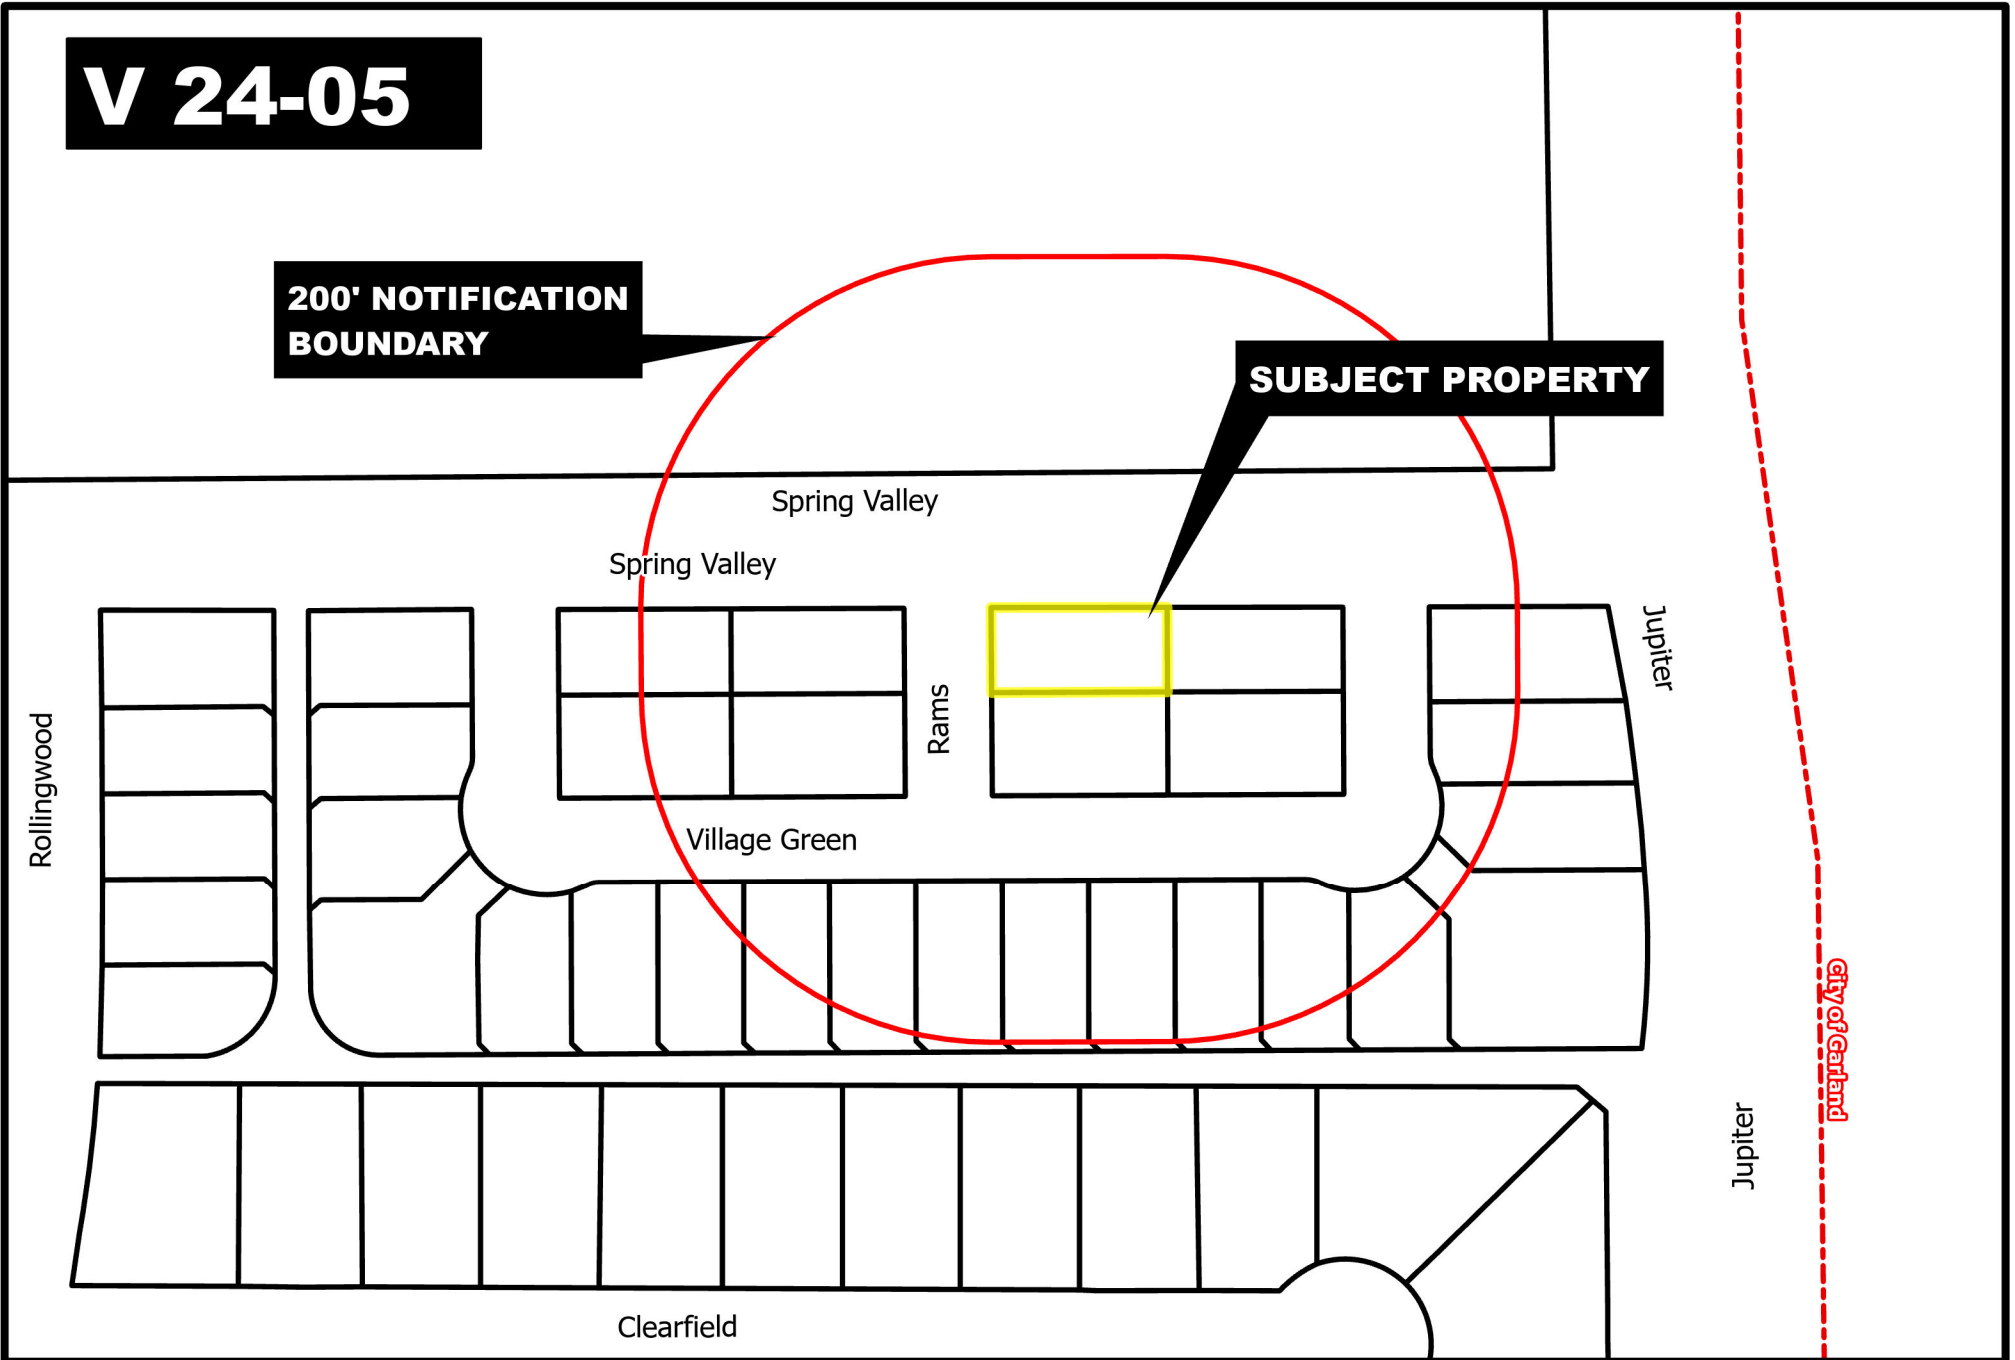 V 24-05
200' NOTIFICATION
BOUNDARY
SUBJECT PROPERTY
Spring Valley
Spring Valley
Jupiter
Rams
Rollingwood
Village Green
City of Garland
Jupiter
Clearfield